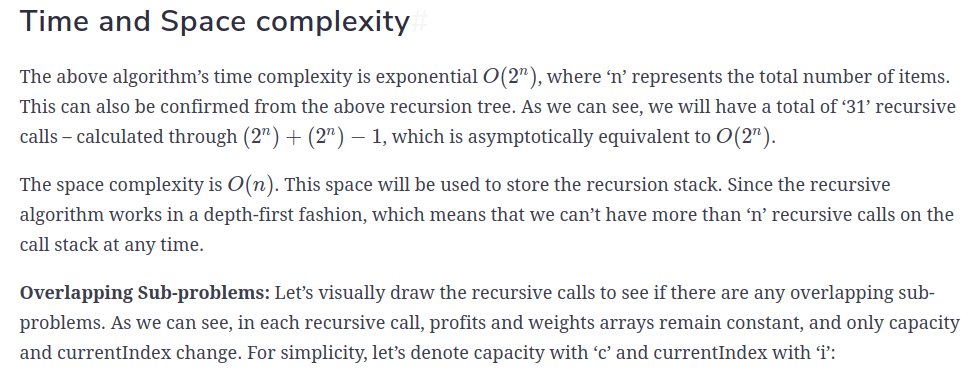 Time and Space complexity#
The above algorithm’s time complexity is exponential O(2ⁿ), where ‘n’ represents the total number of items.
This can also be confirmed from the above recursion tree. As we can see, we will have a total of ‘31’ recursive
calls – calculated through (2ⁿ) + (2ⁿ) − 1, which is asymptotically equivalent to O(2ⁿ).
The space complexity is O(n). This space will be used to store the recursion stack. Since the recursive
algorithm works in a depth-first fashion, which means that we can’t have more than ‘n’ recursive calls on the
call stack at any time.
Overlapping Sub-problems: Let’s visually draw the recursive calls to see if there are any overlapping sub-
problems. As we can see, in each recursive call, profits and weights arrays remain constant, and only capacity
and currentIndex change. For simplicity, let’s denote capacity with ‘c’ and currentIndex with ‘i’: